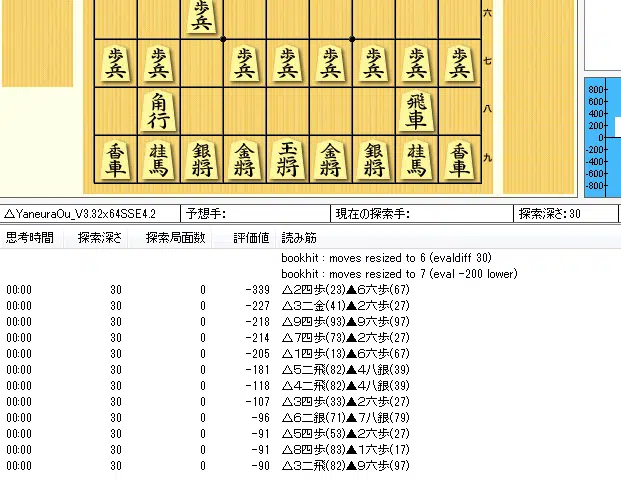 歩兵
六
歩兵 歩兵 歩兵 歩兵 歩兵 歩兵 歩兵 歩兵
七
角行 飛車
八
香車 桂馬 銀将 金将 玉将 金将 銀将 桂馬 香車
九
800
600
400
200
0
-200
-400
-600
-800
△YaneuraOu_V3.32x64SSE4.2 予想手: 現在の探索手: 探索深さ:30
思考時間 探索深さ 探索局面数 評価値 読み筋
bookhit : moves resized to 6 (evaldiff 30)
bookhit : moves resized to 7 (eval -200 lower)
00:00 30 0 -339 △2四歩(23)▲6六歩(67)
00:00 30 0 -227 △3二金(41)▲2六歩(27)
00:00 30 0 -218 △9四歩(93)▲9六歩(97)
00:00 30 0 -214 △7四歩(73)▲2六歩(27)
00:00 30 0 -205 △1四歩(13)▲6六歩(67)
00:00 30 0 -181 △5二飛(82)▲4八銀(39)
00:00 30 0 -118 △4二飛(82)▲4八銀(39)
00:00 30 0 -107 △3四歩(33)▲2六歩(27)
00:00 30 0 -96 △6二銀(71)▲7八銀(79)
00:00 30 0 -91 △5四歩(53)▲2六歩(27)
00:00 30 0 -91 △8四歩(83)▲1六歩(17)
00:00 30 0 -90 △3二飛(82)▲9六歩(97)